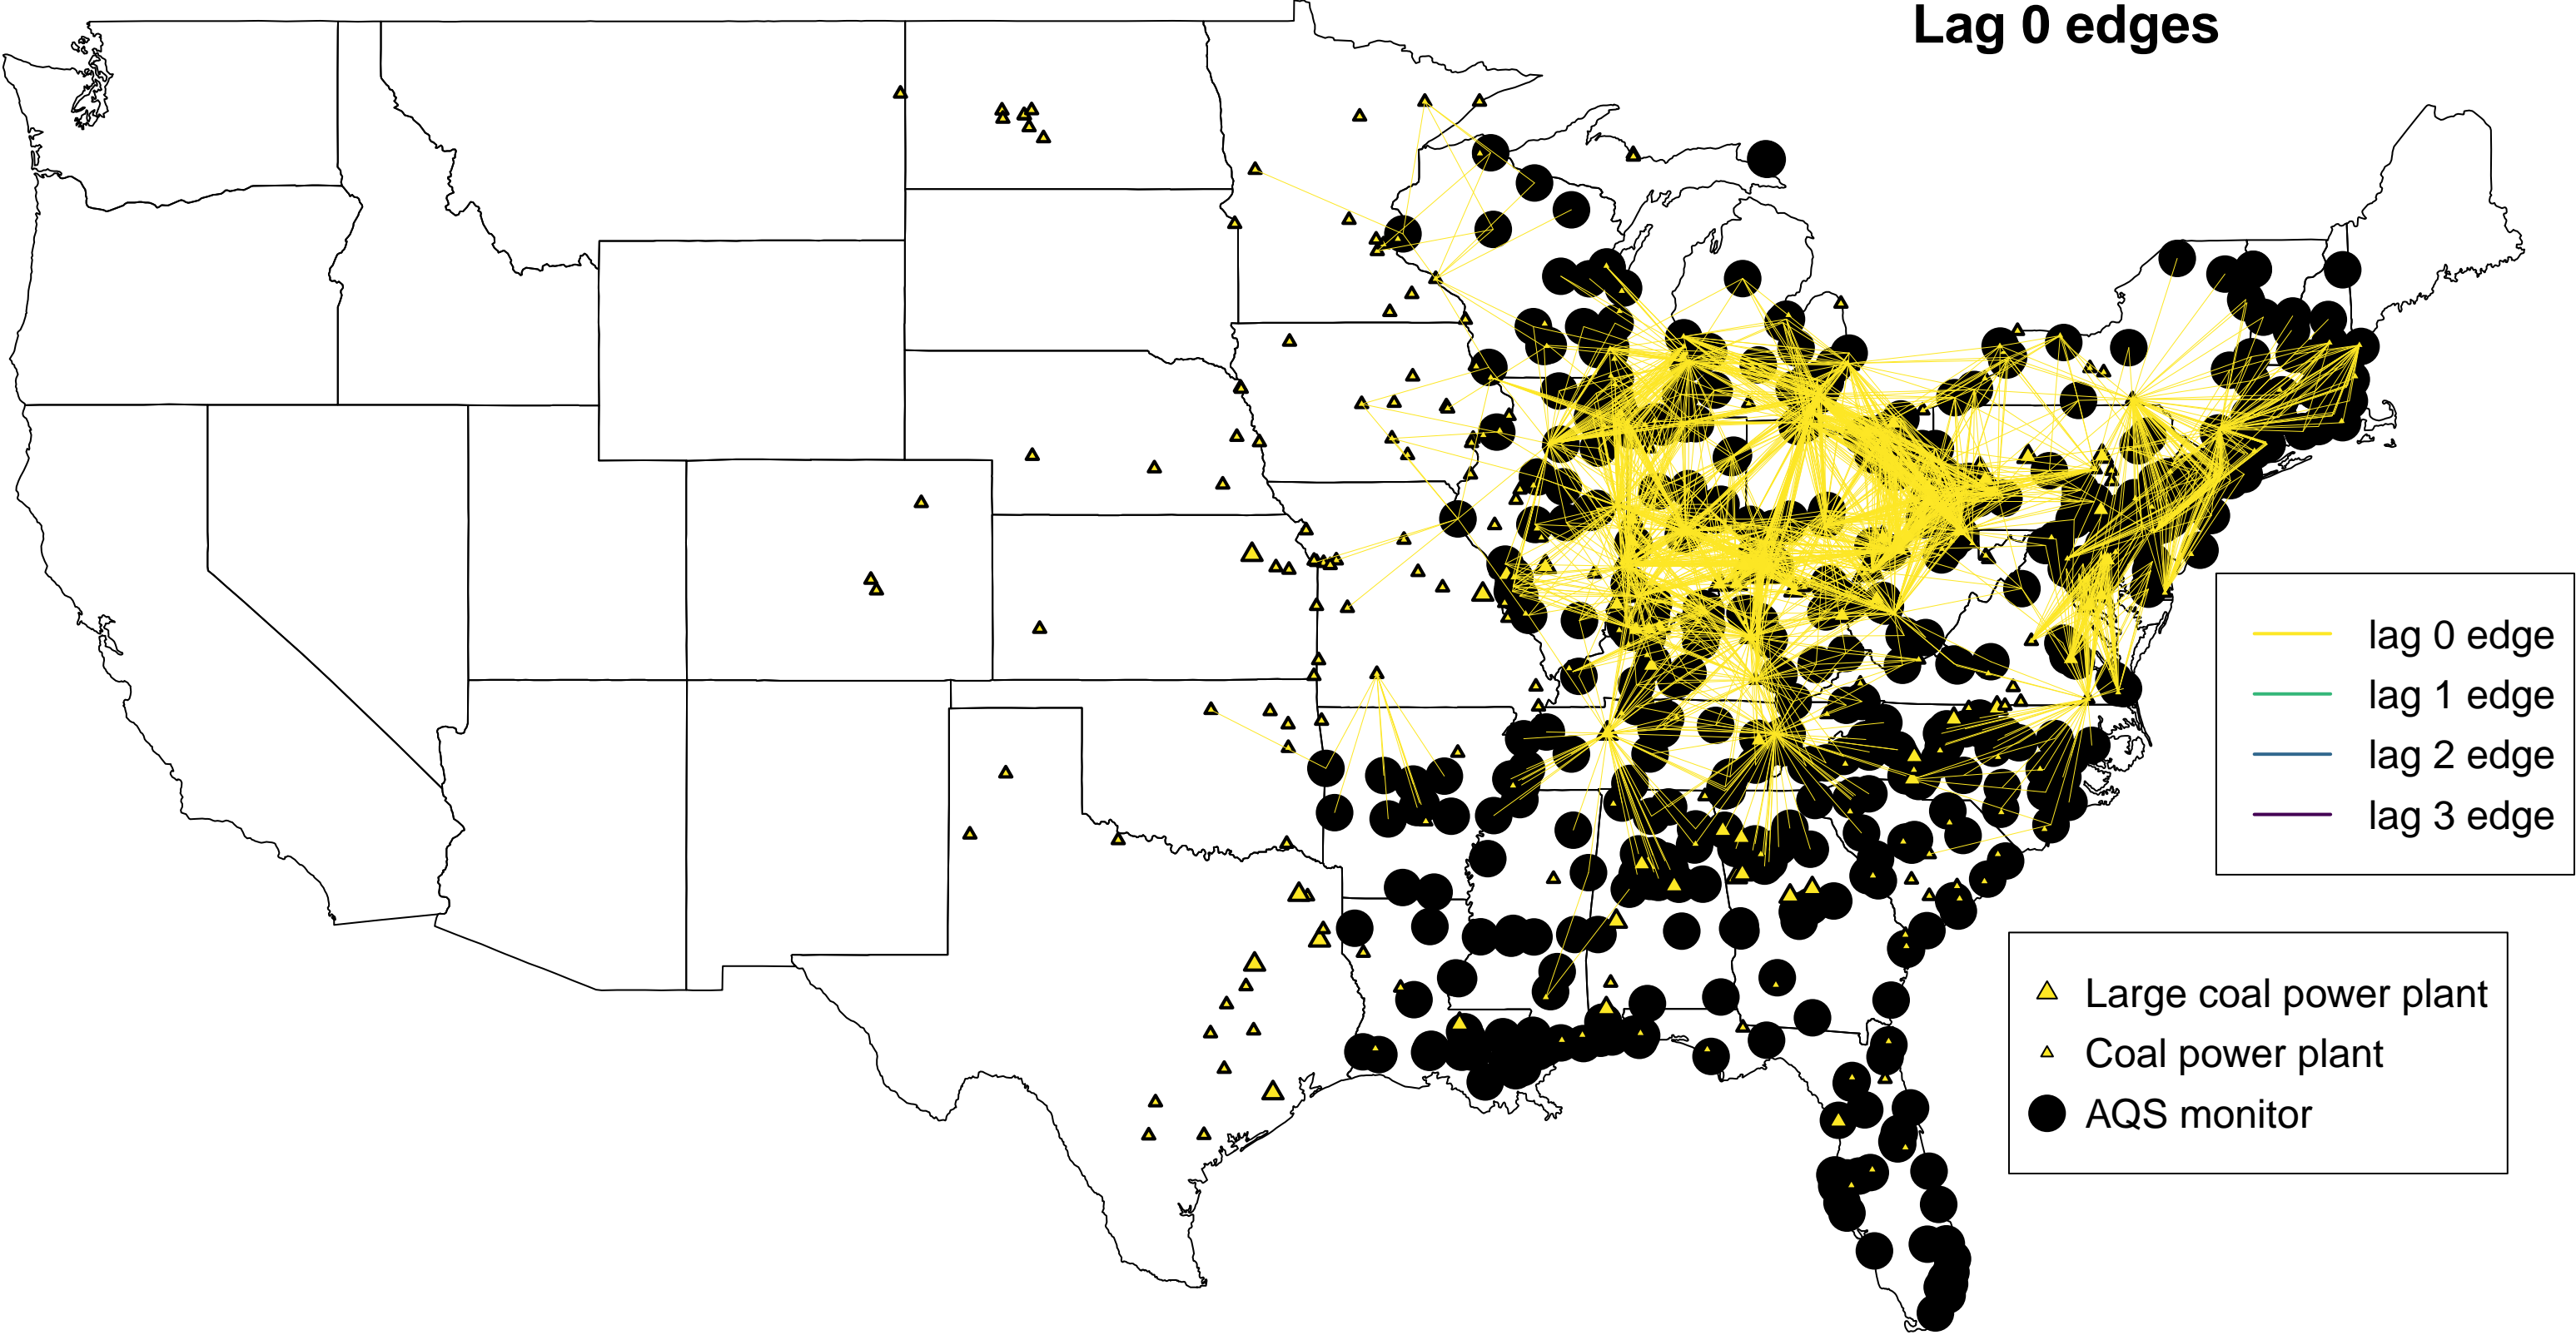 Lag 0 edges
lag 0 edge
lag 1 edge
lag 2 edge
lag 3 edge
Large coal power plant
Coal power plant
AQS monitor